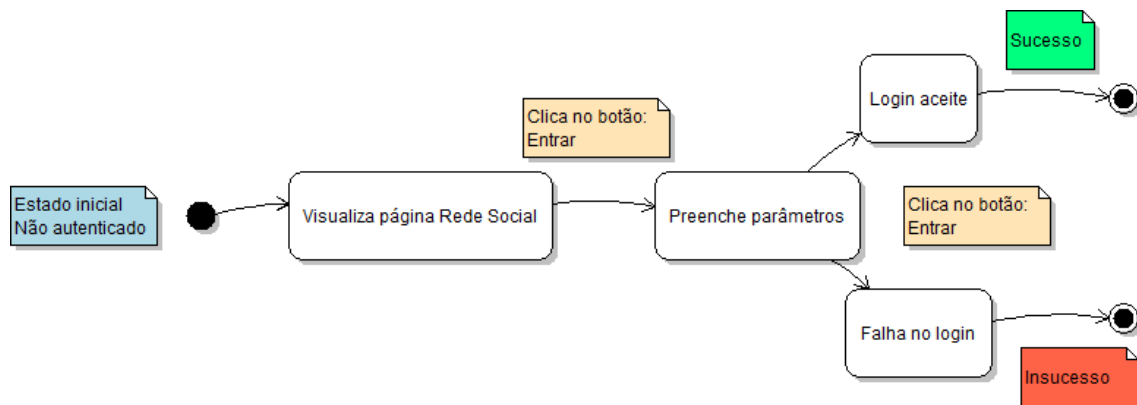 Sucesso
Login aceite
Clica no botão:
Entrar
Estado inicial
Não autenticado
Visualiza página Rede Social
Preenche parâmetros
Clica no botão:
Entrar
Falha no login
Insucesso